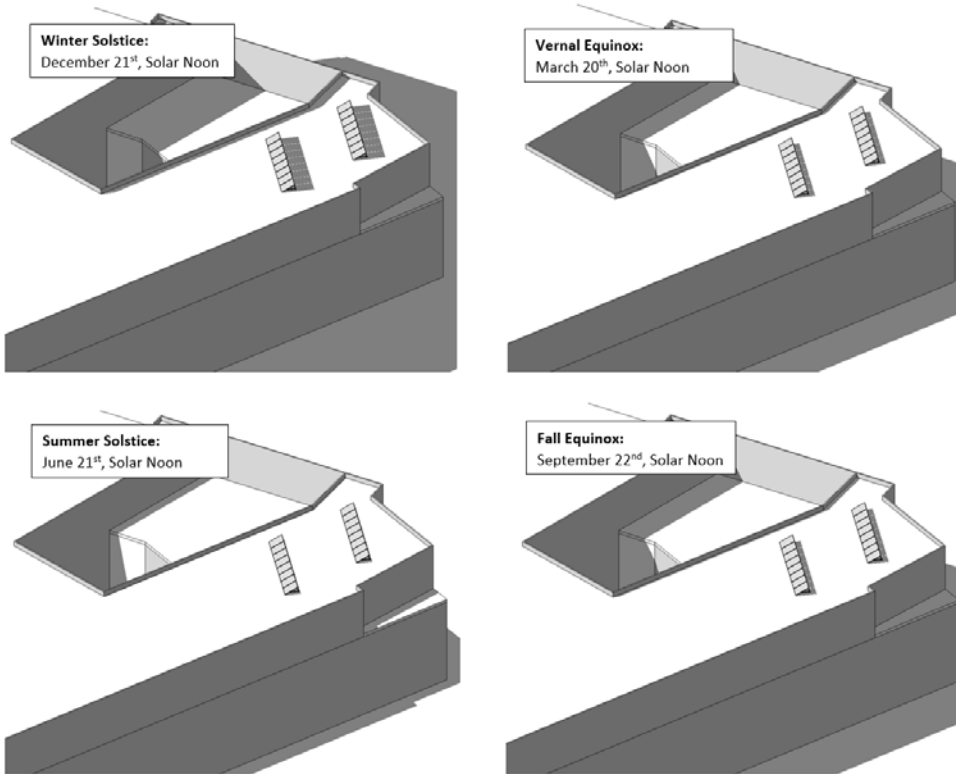 Winter Solstice:
December 21st, Solar Noon
Vernal Equinox:
March 20th, Solar Noon
Summer Solstice:
June 21st, Solar Noon
Fall Equinox:
September 22nd, Solar Noon